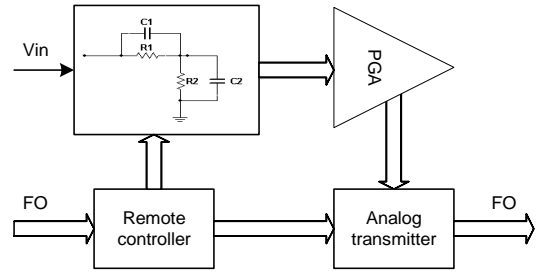 C1
R1
Vin
R2
C2
PGA
FO
Remote
controller
Analog
transmitter
FO